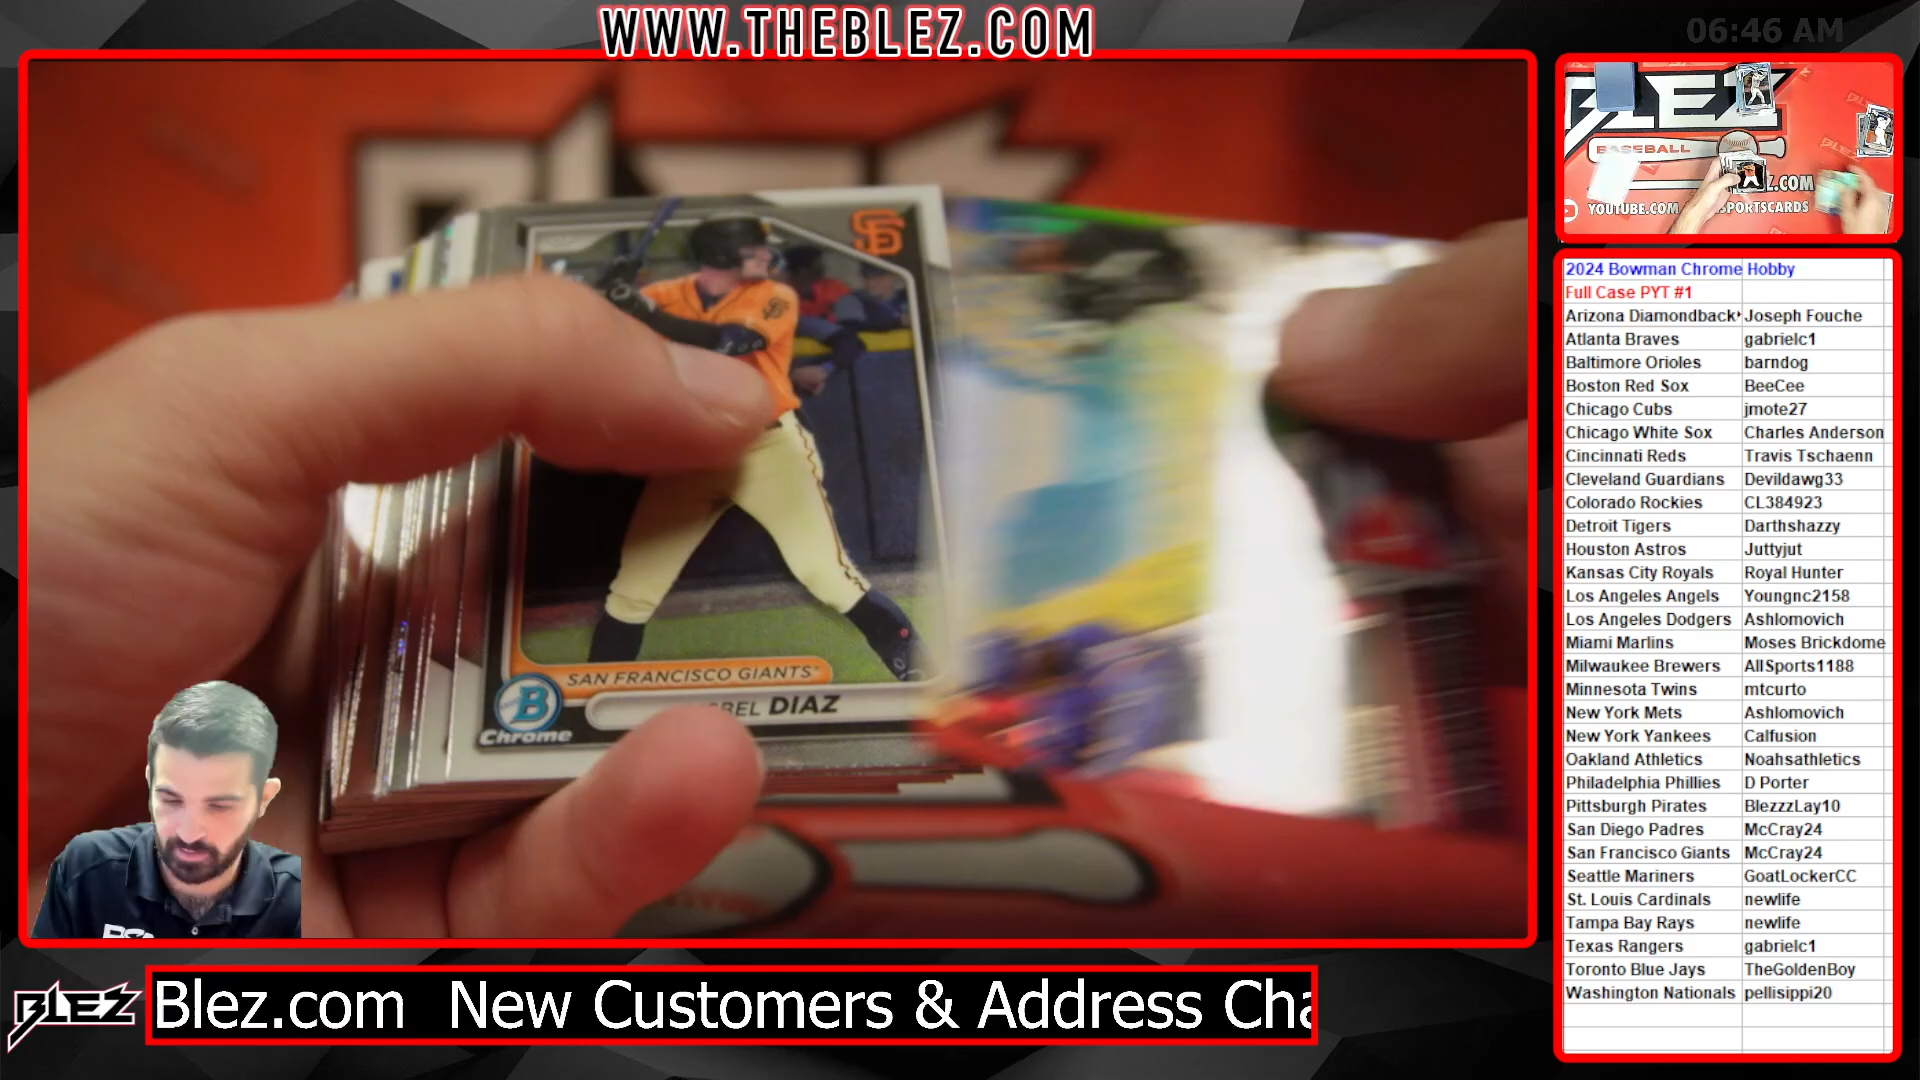 WWW.THEBLEZ.COM
06:46 AM
BLEZ
BASEBALL
Z.COM
YOUTUBE.COM
SPORTSCARDS
SAN FRANCISCO GIANTS
DIAZ
B
Chrome
2024 Bowman Chrome Hobby
Full Case PYT #1
Arizona Diamondback Joseph Fouche
Atlanta Braves gabrielc1
Baltimore Orioles barndog
Boston Red Sox BeeCee
Chicago Cubs jmote27
Chicago White Sox Charles Anderson
Cincinnati Reds Travis Tschaenn
Cleveland Guardians Devildawg33
Colorado Rockies CL384923
Detroit Tigers Darthshazzy
Houston Astros Juttyjut
Kansas City Royals Royal Hunter
Los Angeles Angels Youngnc2158
Los Angeles Dodgers Ashlomovich
Miami Marlins Moses Brickdome
Milwaukee Brewers AllSports1188
Minnesota Twins mtcurto
New York Mets Ashlomovich
New York Yankees Calfusion
Oakland Athletics Noahsathletics
Philadelphia Phillies D Porter
Pittsburgh Pirates BlezzzLay10
San Diego Padres McCray24
San Francisco Giants McCray24
Seattle Mariners GoatLockerCC
St. Louis Cardinals newlife
Tampa Bay Rays newlife
Texas Rangers gabrielc1
Toronto Blue Jays TheGoldenBoy
Washington Nationals pellisippi20
BLEZ
Blez.com New Customers & Address Cha